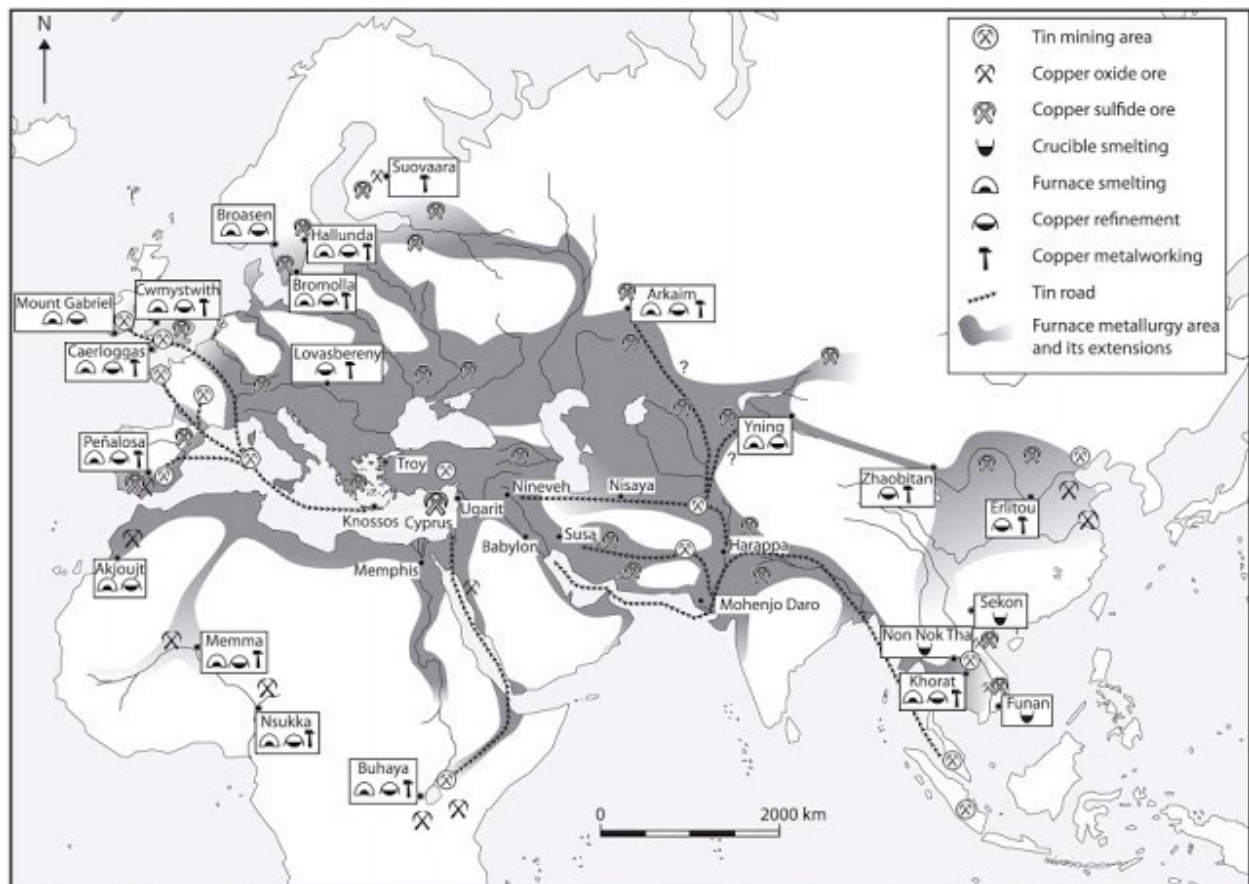 N
Tin mining area
Copper oxide ore
Copper sulfide ore
Crucible smelting
Furnace smelting
Copper refinement
Copper metalworking
Tin road
Furnace metallurgy area
and its extensions
Suovaara
Broasen
Hallunda
Bromolla
Cwmystwith
Mount Gabriel
Caerloggas
Lovasbereny
Arkaim
?
Peñalosa
Yning
?
Troy
Nineveh
Nisaya
Zhaobitan
Erlitou
Knossos
Cyprus
Ugarit
Babylon
Susa
Harappa
Akjoujt
Memphis
Mohenjo Daro
Sekon
Memma
Non Nok Tha
Khorat
Funan
Nsukka
Buhaya
0
2000 km